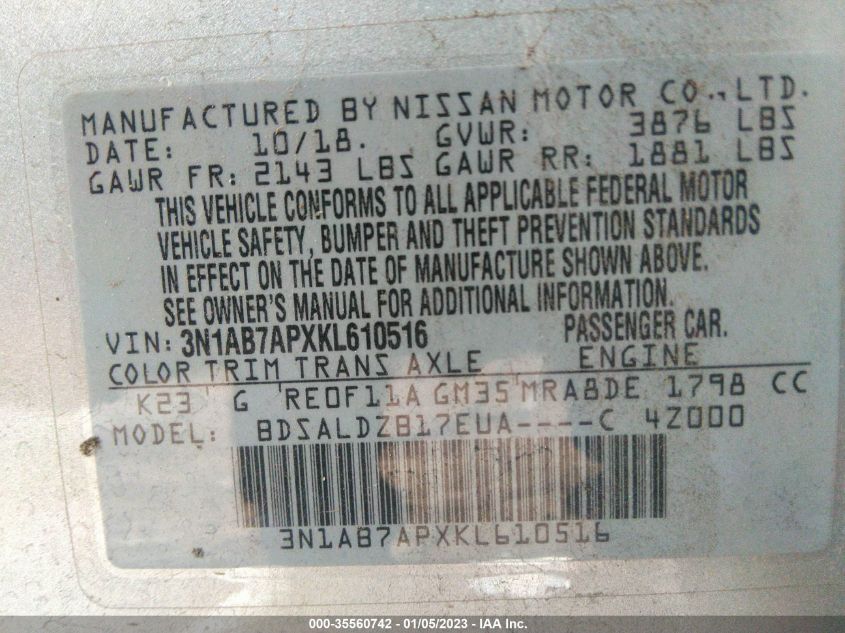 MANUFACTURED BY NISSAN MOTOR CO., LTD.
DATE: 10/18. GVWR: 3876 LBS
GAWR FR: 2143 LBS GAWR RR: 1881 LBS
THIS VEHICLE CONFORMS TO ALL APPLICABLE FEDERAL MOTOR
VEHICLE SAFETY, BUMPER AND THEFT PREVENTION STANDARDS
IN EFFECT ON THE DATE OF MANUFACTURE SHOWN ABOVE.
SEE OWNER'S MANUAL FOR ADDITIONAL INFORMATION.
VIN: 3N1AB7APXKL610516 PASSENGER CAR.
COLOR TRIM TRANS AXLE ENGINE
K23 G RE0F11A GM35 MRA8DE 1798 CC
MODEL: BDSALDZB17EUA----C 4Z000
3N1AB7APXKL610516
000-35560742 - 01/05/2023 - IAA Inc.